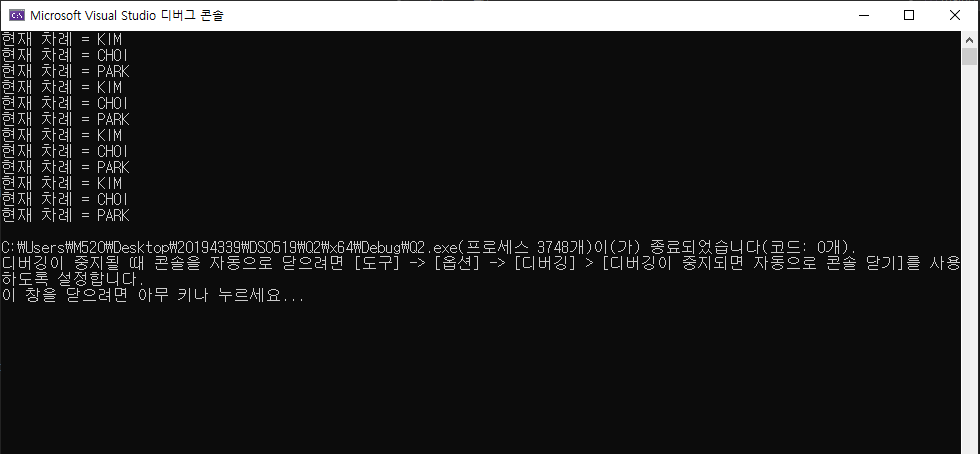 Microsoft Visual Studio 디버그 콘솔
현재 차례 = KIM
현재 차례 = CHOI
현재 차례 = PARK
현재 차례 = KIM
현재 차례 = CHOI
현재 차례 = PARK
현재 차례 = KIM
현재 차례 = CHOI
현재 차례 = PARK
현재 차례 = KIM
현재 차례 = CHOI
현재 차례 = PARK
C:₩Users₩M520₩Desktop₩20194339₩DS0519₩Q2₩x64₩Debug₩Q2.exe(프로세스 3748개)이(가) 종료되었습니다(코드: 0개).
디버깅이 중지될 때 콘솔을 자동으로 닫으려면 [도구] -> [옵션] -> [디버깅] > [디버깅이 중지되면 자동으로 콘솔 닫기]를 사용
하도록 설정합니다.
이 창을 닫으려면 아무 키나 누르세요...